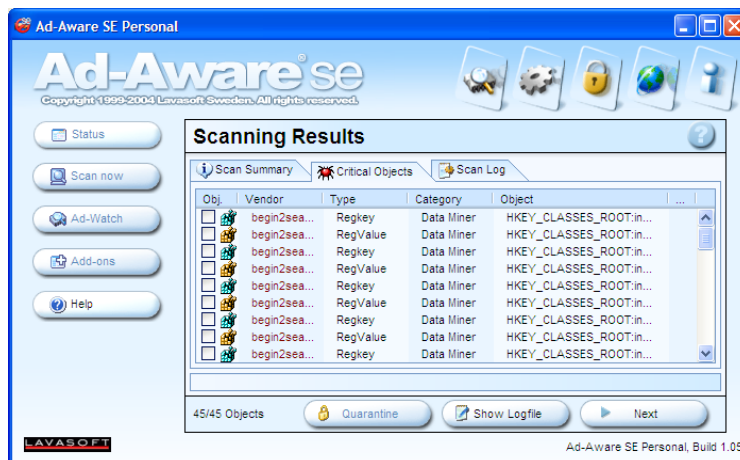 Ad-Aware SE Personal
Ad-Aware se
Copyright 1999-2004 Lavasoft Sweden. All rights reserved.
Status
Scan now
Ad-Watch
Add-ons
Help
Scanning Results
Scan Summary
Critical Objects
Scan Log
Obj. Vendor Type Category Object ...
begin2sea... Regkey Data Miner HKEY_CLASSES_ROOT:in...
begin2sea... RegValue Data Miner HKEY_CLASSES_ROOT:in...
begin2sea... Regkey Data Miner HKEY_CLASSES_ROOT:in...
begin2sea... RegValue Data Miner HKEY_CLASSES_ROOT:in...
begin2sea... Regkey Data Miner HKEY_CLASSES_ROOT:in...
begin2sea... RegValue Data Miner HKEY_CLASSES_ROOT:in...
begin2sea... Regkey Data Miner HKEY_CLASSES_ROOT:in...
begin2sea... RegValue Data Miner HKEY_CLASSES_ROOT:in...
begin2sea... Regkey Data Miner HKEY_CLASSES_ROOT:in...
45/45 Objects
Quarantine
Show Logfile
Next
LAVASOFT
Ad-Aware SE Personal, Build 1.05